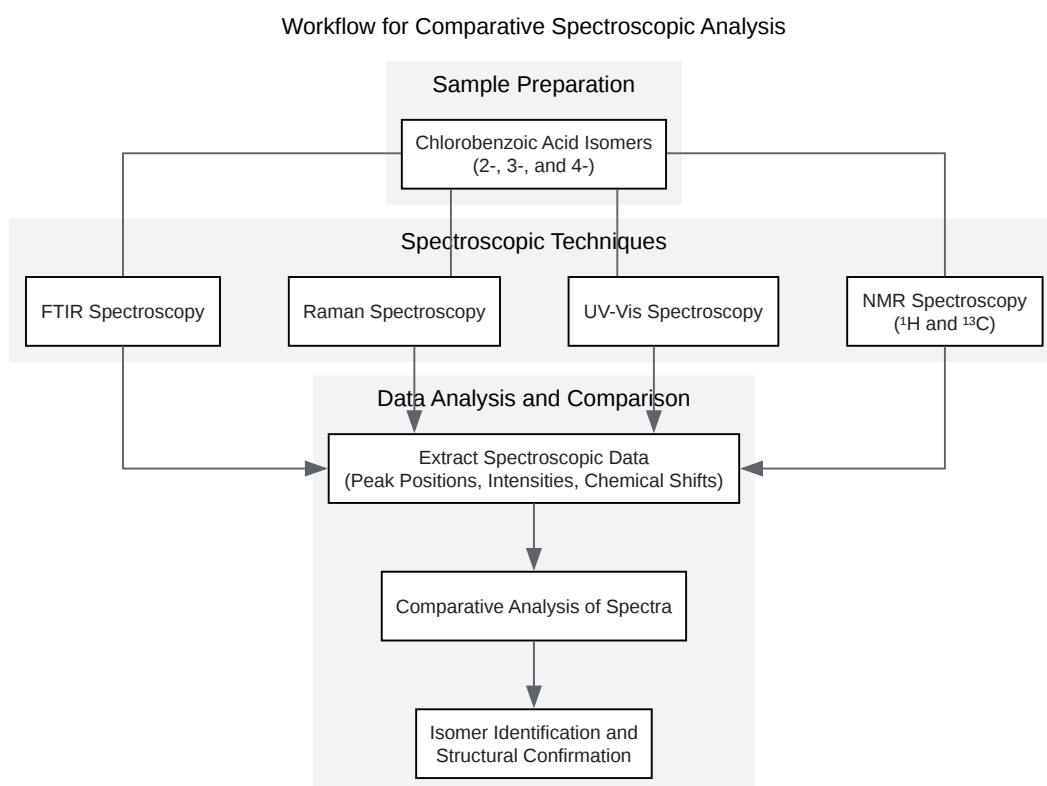 Workflow for Comparative Spectroscopic Analysis
Sample Preparation
Chlorobenzoic Acid Isomers
(2-, 3-, and 4-)
Spectroscopic Techniques
FTIR Spectroscopy
Raman Spectroscopy
UV-Vis Spectroscopy
NMR Spectroscopy
(¹H and ¹³C)
Data Analysis and Comparison
Extract Spectroscopic Data
(Peak Positions, Intensities, Chemical Shifts)
Comparative Analysis of Spectra
Isomer Identification and
Structural Confirmation